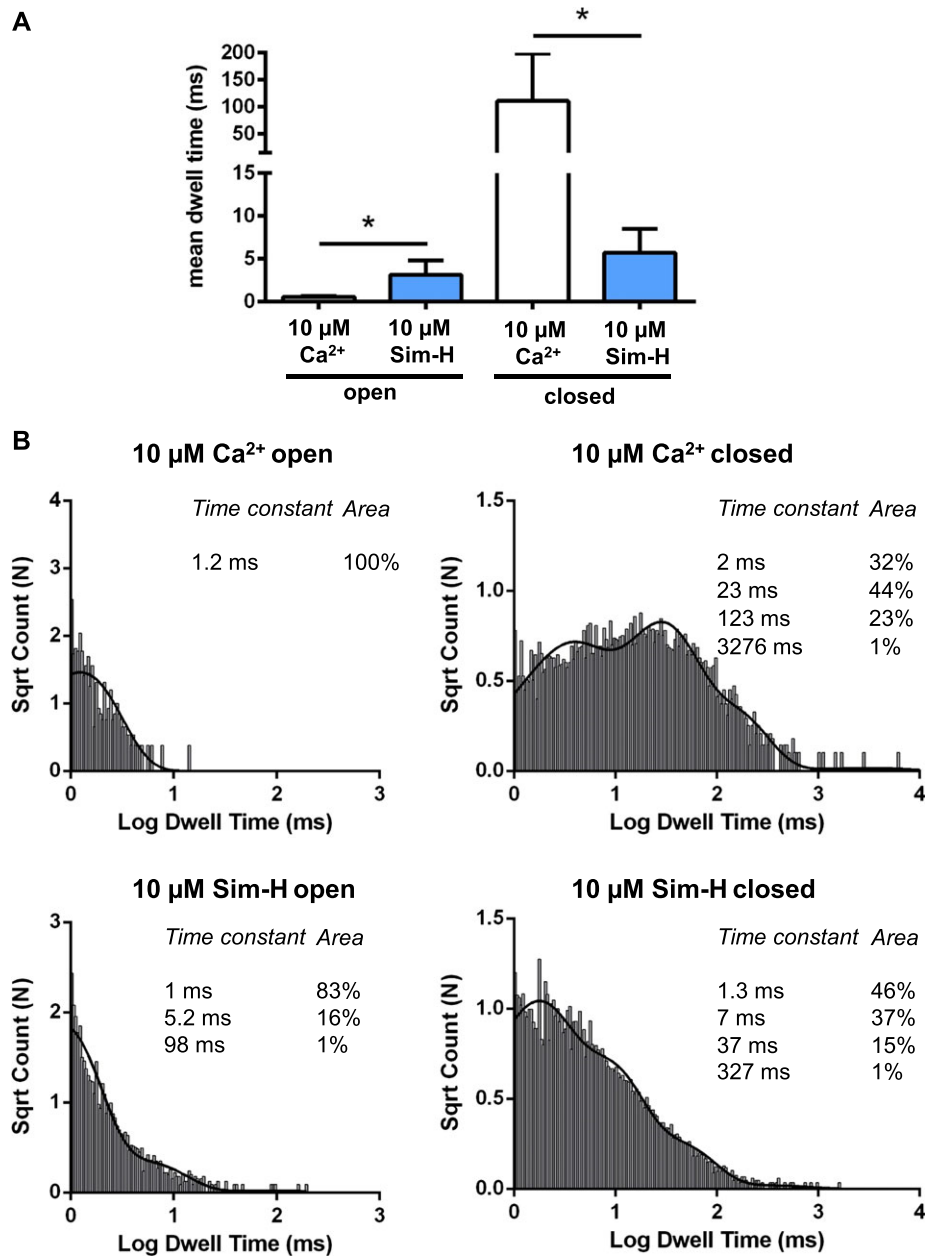 A
*
*
mean dwell time (ms)
200
150
100
50
15
10
5
0
10 µM Ca²⁺
10 µM Sim-H
10 µM Ca²⁺
10 µM Sim-H
open
closed
B
10 µM Ca²⁺ open
Time constant Area
1.2 ms 100%
Sqrt Count (N)
4
3
2
1
0
0 1 2 3
Log Dwell Time (ms)
10 µM Ca²⁺ closed
Time constant Area
2 ms 32%
23 ms 44%
123 ms 23%
3276 ms 1%
Sqrt Count (N)
1.5
1.0
0.5
0.0
0 1 2 3 4
Log Dwell Time (ms)
10 µM Sim-H open
Time constant Area
1 ms 83%
5.2 ms 16%
98 ms 1%
Sqrt Count (N)
3
2
1
0
0 1 2 3
Log Dwell Time (ms)
10 µM Sim-H closed
Time constant Area
1.3 ms 46%
7 ms 37%
37 ms 15%
327 ms 1%
Sqrt Count (N)
1.5
1.0
0.5
0.0
0 1 2 3 4
Log Dwell Time (ms)